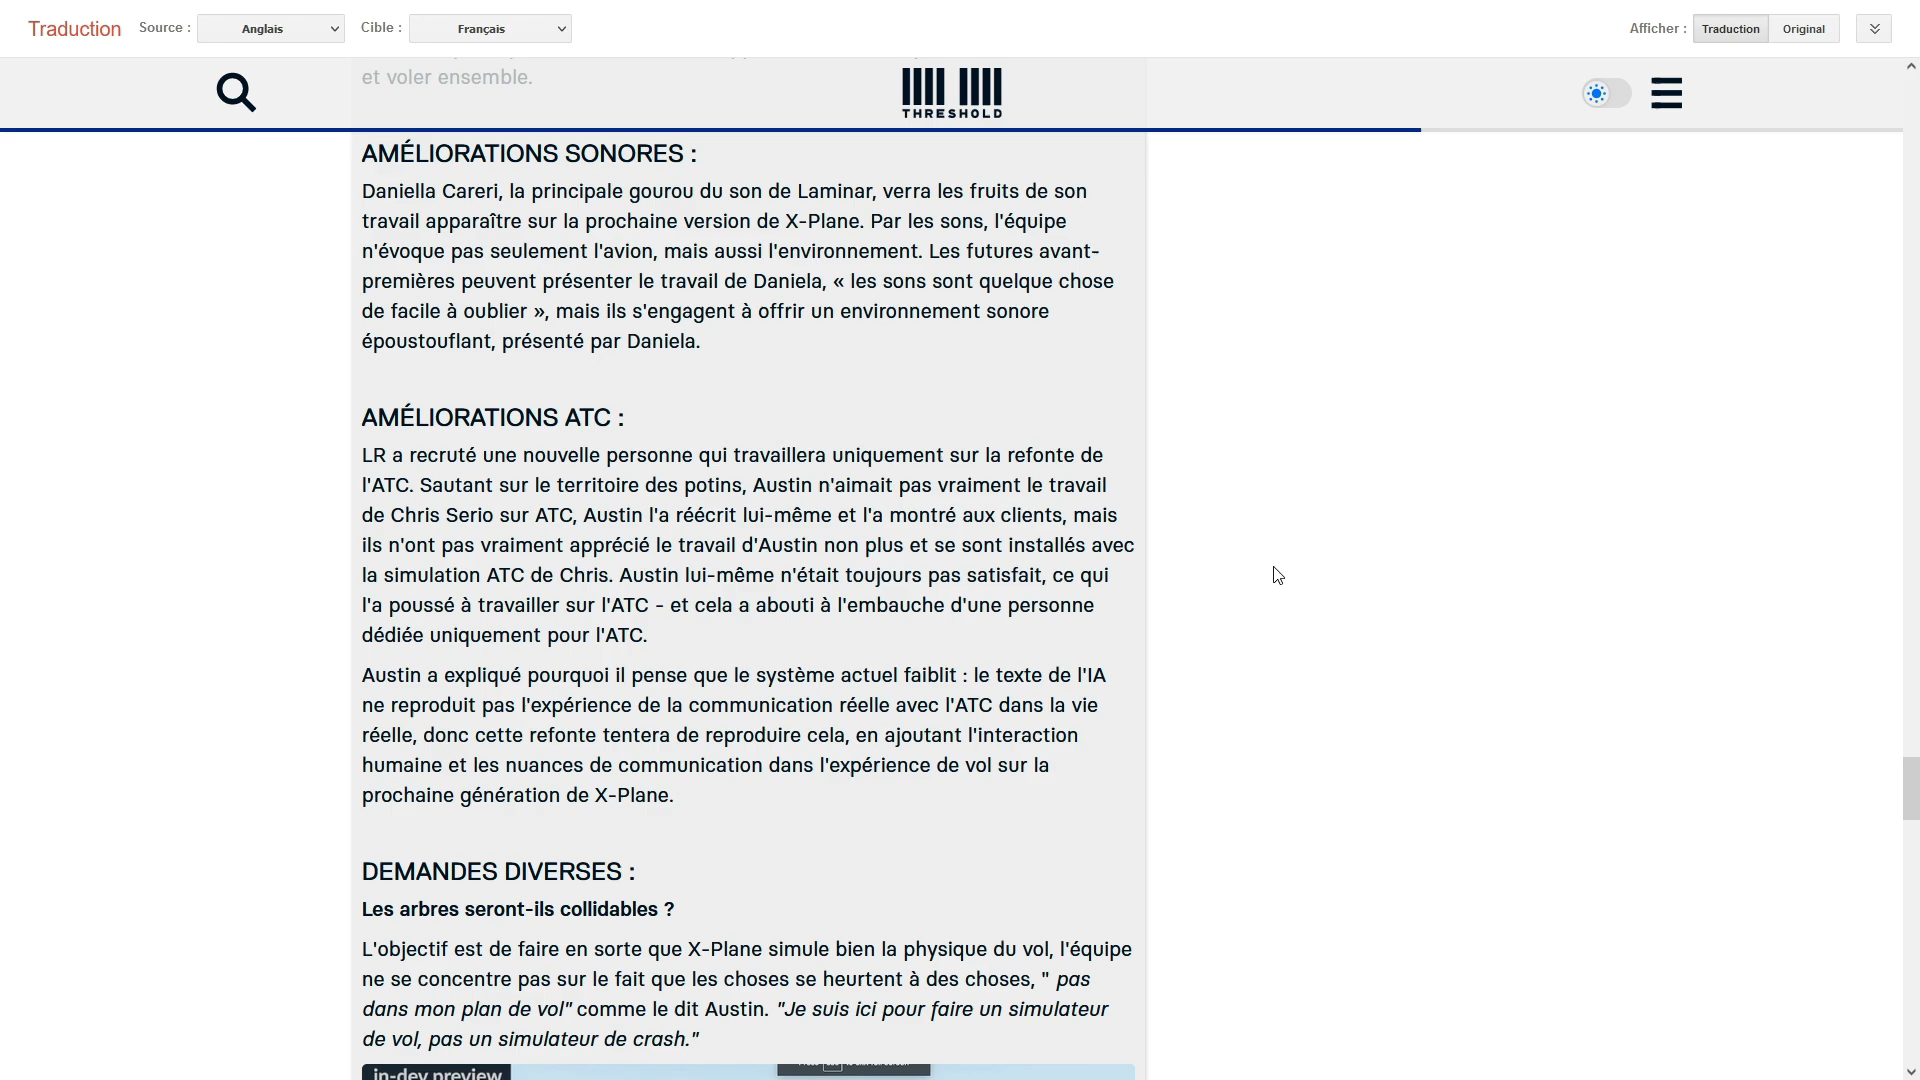 Traduction Source : Anglais Cible : Français Afficher : Traduction Original
et voler ensemble.
THRESHOLD
AMÉLIORATIONS SONORES :
Daniella Careri, la principale gourou du son de Laminar, verra les fruits de son
travail apparaître sur la prochaine version de X-Plane. Par les sons, l'équipe
n'évoque pas seulement l'avion, mais aussi l'environnement. Les futures avant-
premières peuvent présenter le travail de Daniela, « les sons sont quelque chose
de facile à oublier », mais ils s'engagent à offrir un environnement sonore
époustouflant, présenté par Daniela.
AMÉLIORATIONS ATC :
LR a recruté une nouvelle personne qui travaillera uniquement sur la refonte de
l'ATC. Sautant sur le territoire des potins, Austin n'aimait pas vraiment le travail
de Chris Serio sur ATC, Austin l'a réécrit lui-même et l'a montré aux clients, mais
ils n'ont pas vraiment apprécié le travail d'Austin non plus et se sont installés avec
la simulation ATC de Chris. Austin lui-même n'était toujours pas satisfait, ce qui
l'a poussé à travailler sur l'ATC - et cela a abouti à l'embauche d'une personne
dédiée uniquement pour l'ATC.
Austin a expliqué pourquoi il pense que le système actuel faiblit : le texte de l'IA
ne reproduit pas l'expérience de la communication réelle avec l'ATC dans la vie
réelle, donc cette refonte tentera de reproduire cela, en ajoutant l'interaction
humaine et les nuances de communication dans l'expérience de vol sur la
prochaine génération de X-Plane.
DEMANDES DIVERSES :
Les arbres seront-ils collidables ?
L'objectif est de faire en sorte que X-Plane simule bien la physique du vol, l'équipe
ne se concentre pas sur le fait que les choses se heurtent à des choses, " pas
dans mon plan de vol" comme le dit Austin. "Je suis ici pour faire un simulateur
de vol, pas un simulateur de crash."
in-dev preview